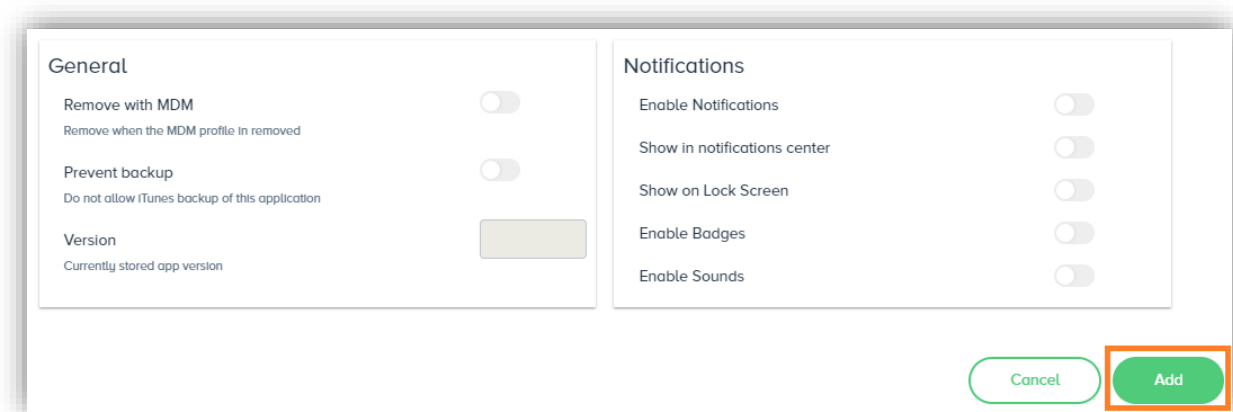 General
Remove with MDM
Remove when the MDM profile in removed
Prevent backup
Do not allow iTunes backup of this application
Version
Currently stored app version
Notifications
Enable Notifications
Show in notifications center
Show on Lock Screen
Enable Badges
Enable Sounds
Cancel
Add